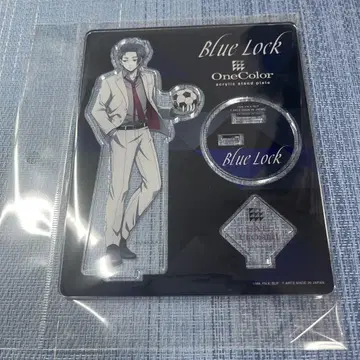 Blue Lock
OneColor
acrylic stand plate
Blue Lock